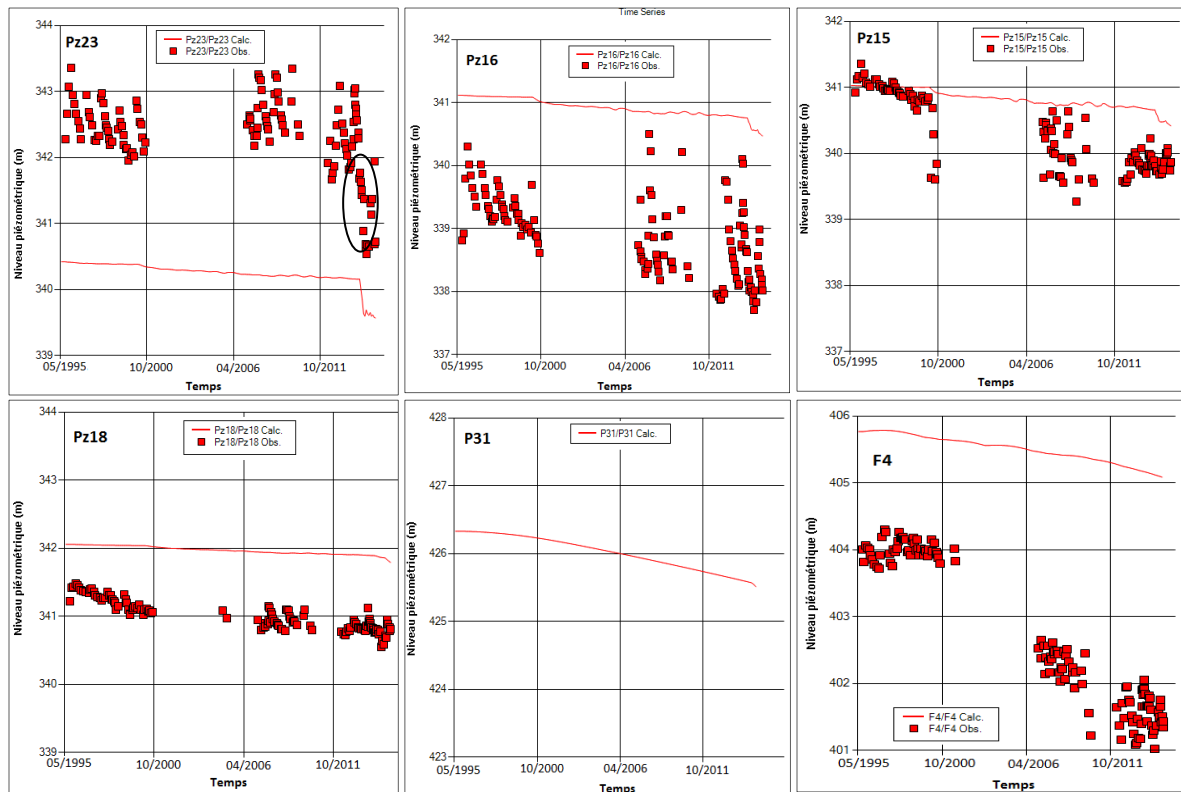 Pz23
Pz23/Pz23 Calc.
Pz23/Pz23 Obs.
Niveau piézométrique (m)
344
343
342
341
340
339
05/1995
10/2000
04/2006
10/2011
Temps
Time Series
Pz16
Pz16/Pz16 Calc.
Pz16/Pz16 Obs.
Niveau piézométrique (m)
342
341
340
339
338
337
05/1995
10/2000
04/2006
10/2011
Temps
Pz15
Pz15/Pz15 Calc.
Pz15/Pz15 Obs.
Niveau piézométrique (m)
342
341
340
339
338
337
05/1995
10/2000
04/2006
10/2011
Temps
Pz18
Pz18/Pz18 Calc.
Pz18/Pz18 Obs.
Niveau piézométrique (m)
344
343
342
341
340
339
05/1995
10/2000
04/2006
10/2011
Temps
P31
P31/P31 Calc.
Niveau piézométrique (m)
428
427
426
425
424
423
05/1995
10/2000
04/2006
10/2011
Temps
F4
F4/F4 Calc.
F4/F4 Obs.
Niveau piézométrique (m)
406
405
404
403
402
401
05/1995
10/2000
04/2006
10/2011
Temps